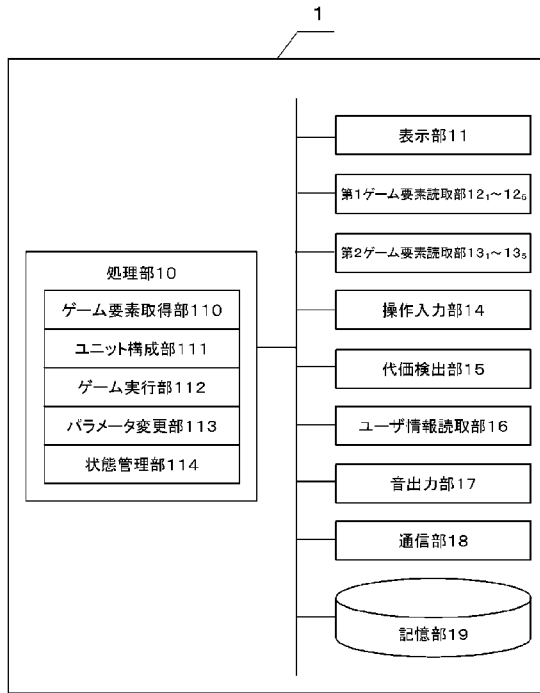 1
処理部10
ゲーム要素取得部110
ユニット構成部111
ゲーム実行部112
パラメータ変更部113
状態管理部114
表示部11
第1ゲーム要素読取部12₁~12₅
第2ゲーム要素読取部13₁~13₅
操作入力部14
代価検出部15
ユーザ情報読取部16
音出力部17
通信部18
記憶部19